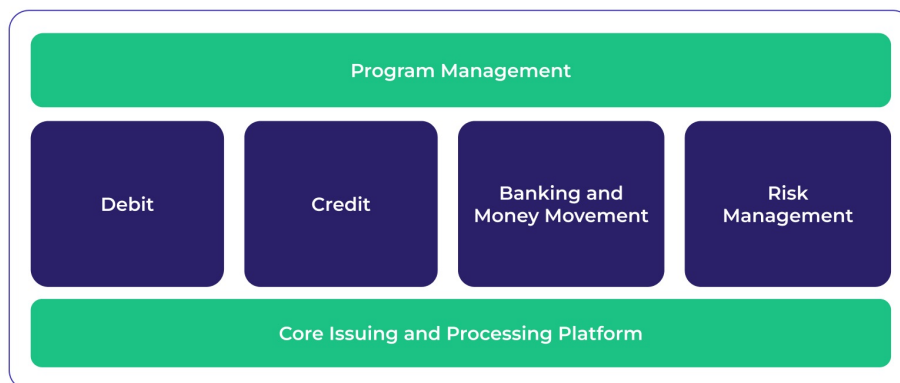 Program Management
Debit
Credit
Banking and
Money Movement
Risk
Management
Core Issuing and Processing Platform